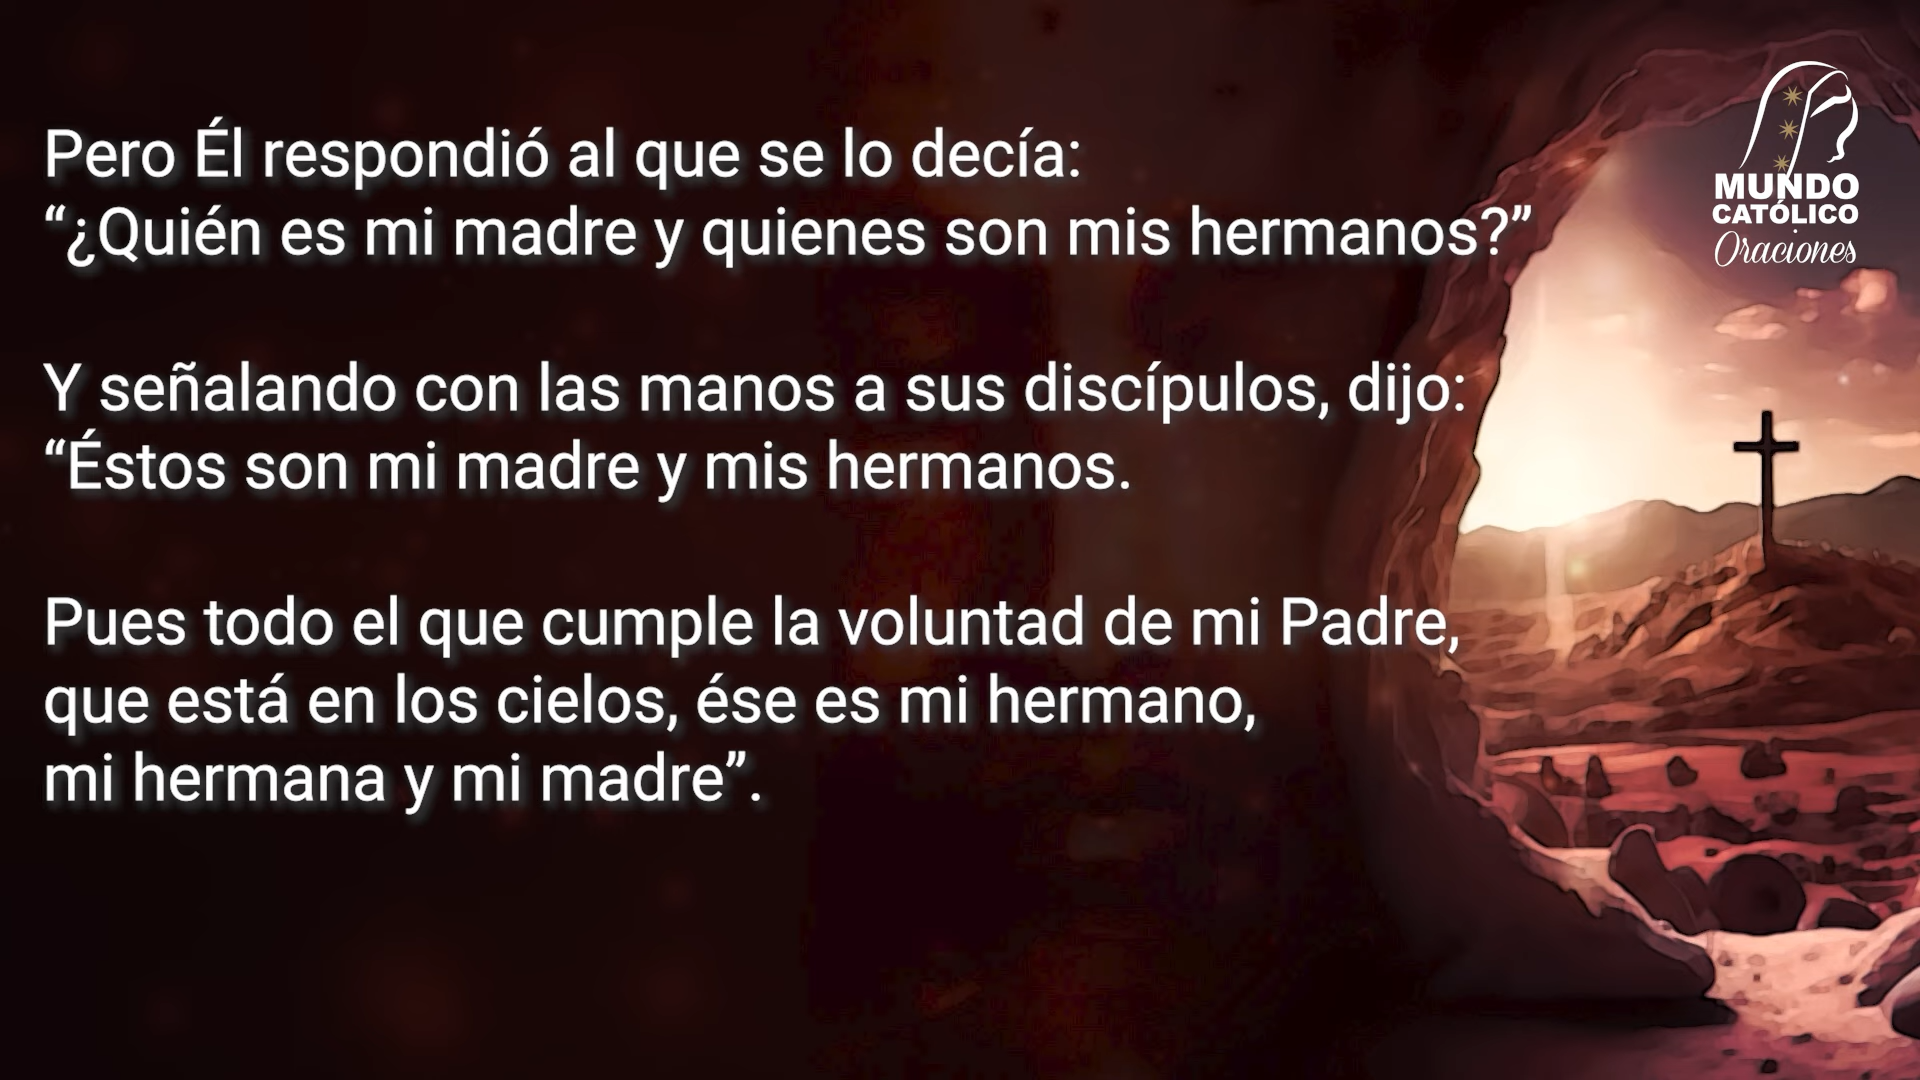 Pero Él respondió al que se lo decía:
“¿Quién es mi madre y quienes son mis hermanos?”
Y señalando con las manos a sus discípulos, dijo:
“Éstos son mi madre y mis hermanos.
Pues todo el que cumple la voluntad de mi Padre,
que está en los cielos, ése es mi hermano,
mi hermana y mi madre”.
MUNDO
CATÓLICO
Oraciones